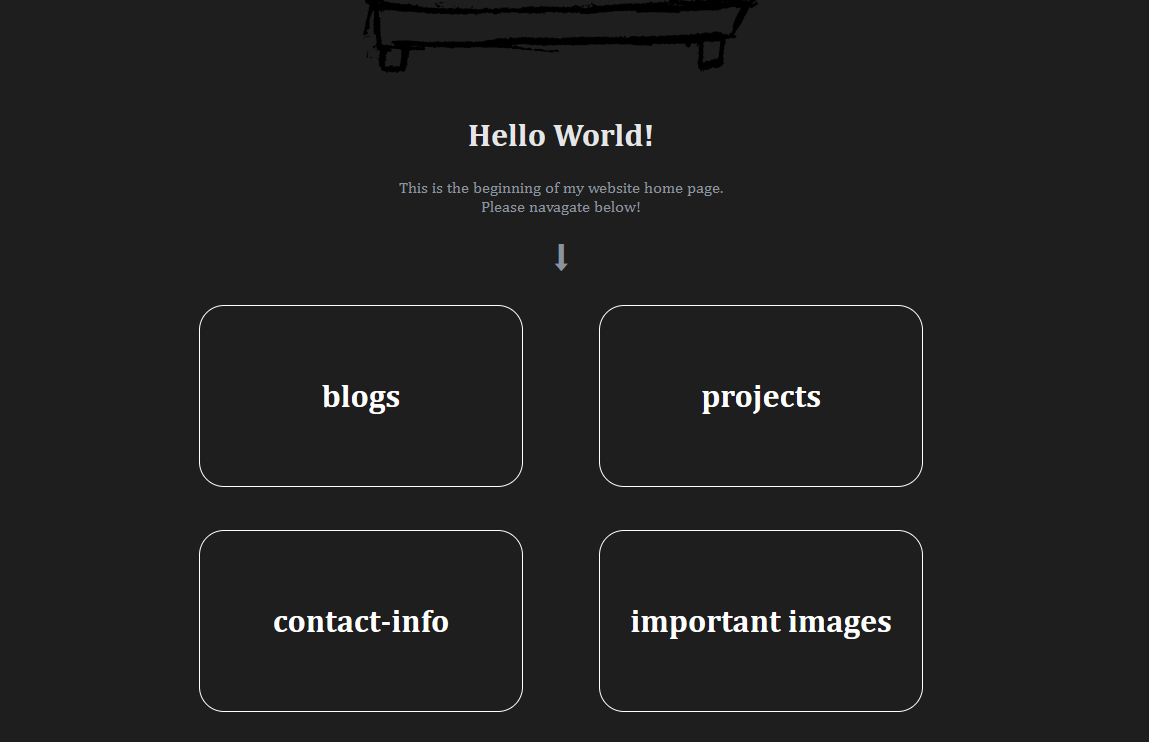 Hello World!
This is the beginning of my website home page.
Please navagate below!
blogs
projects
contact-info
important images